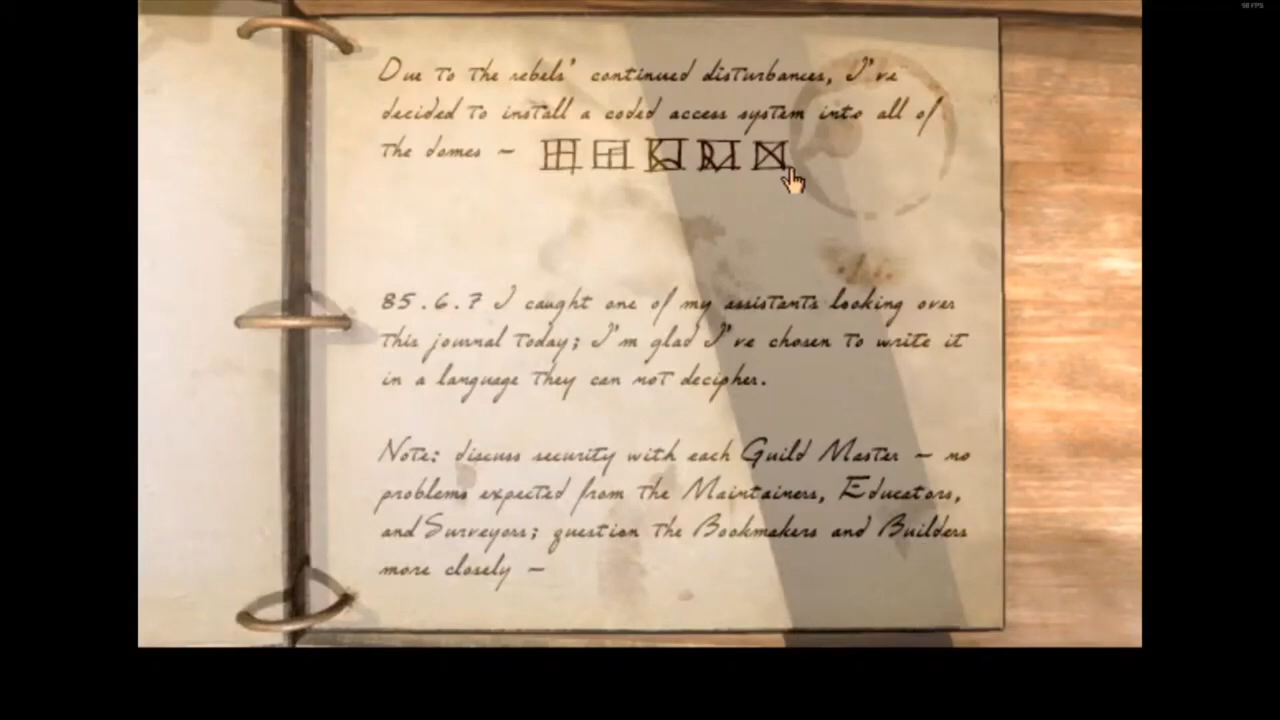 58 FPS
Due to the rebels' continued disturbances, I've
decided to install a coded access system into all of
the domes –
85.6.7 I caught one of my assistants looking over
this journal today; I'm glad I've chosen to write it
in a language they can not decipher.
Note: discuss security with each Guild Master – no
problems expected from the Maintainers, Educators,
and Surveyors; question the Bookmakers and Builders
more closely –